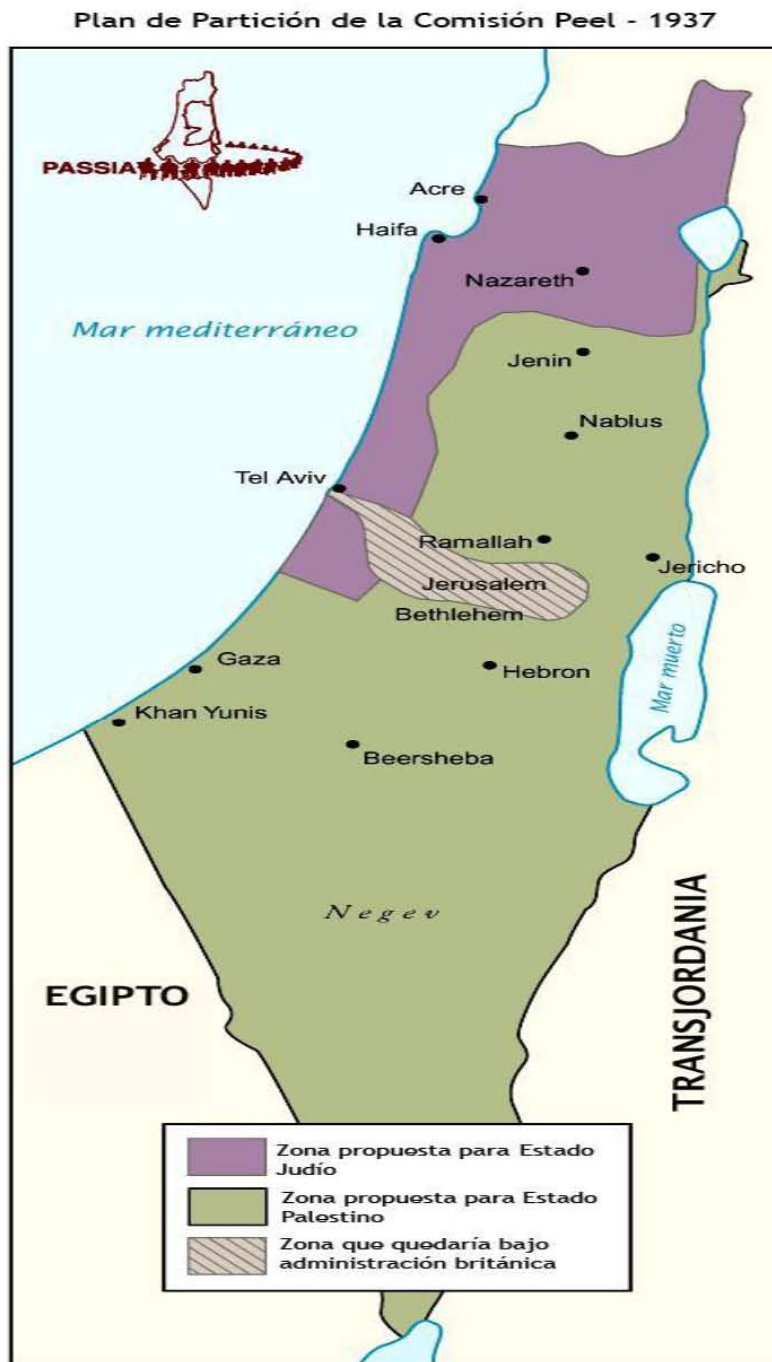 Plan de Partición de la Comisión Peel - 1937
PASSIA
Acre
Haifa
Nazareth
Mar mediterráneo
Jenin
Nablus
Tel Aviv
Ramallah
Jericho
Jerusalem
Bethlehem
Gaza
Hebron
Mar muerto
Khan Yunis
Beersheba
Negev
EGIPTO
TRANSJORDANIA
Zona propuesta para Estado
Judío
Zona propuesta para Estado
Palestino
Zona que quedaría bajo
administración británica